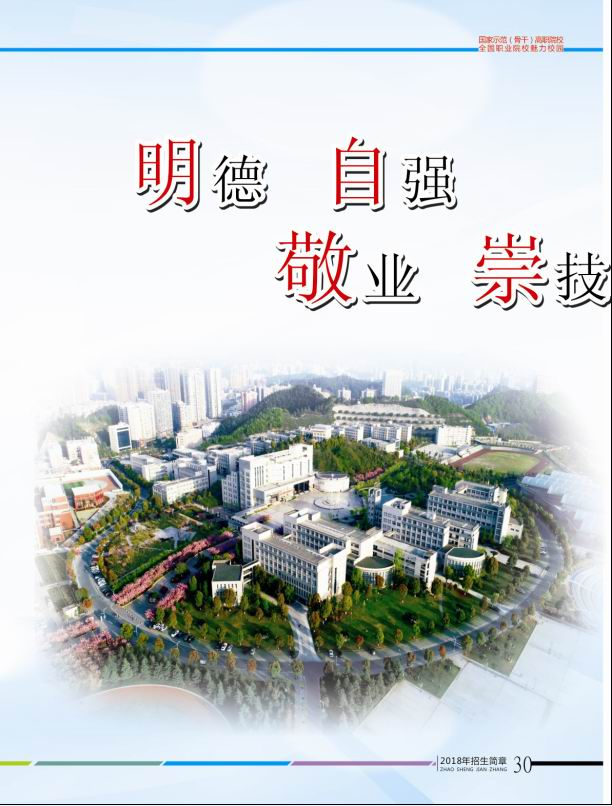 国家示范（骨干）高职院校
全国职业院校魅力校园
明德 自强
敬业 崇技
2018年招生简章 30
ZHAO SHENG JIAN ZHANG